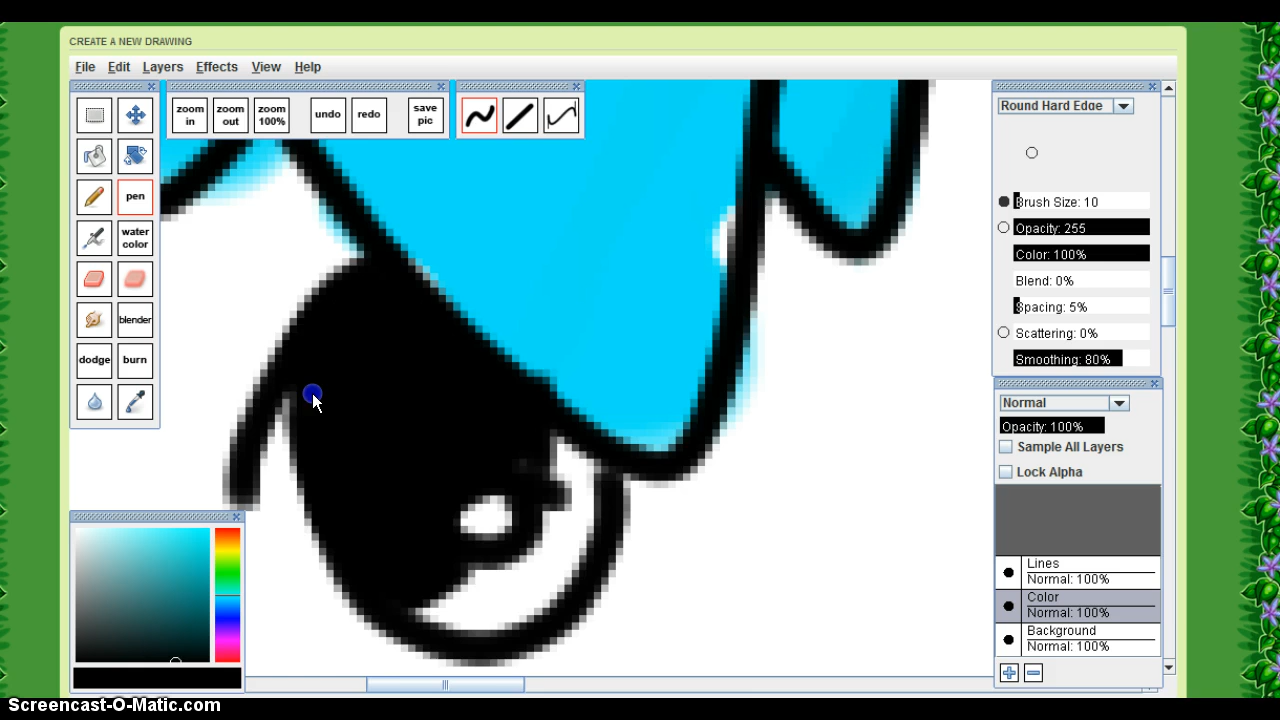 CREATE A NEW DRAWING
File Edit Layers Effects View Help
zoom in
zoom out
zoom 100%
undo
redo
save pic
pen
water color
blender
dodge
burn
Round Hard Edge
Brush Size: 10
Opacity: 255
Color: 100%
Blend: 0%
Spacing: 5%
Scattering: 0%
Smoothing: 80%
Normal
Opacity: 100%
Sample All Layers
Lock Alpha
Lines
Normal: 100%
Color
Normal: 100%
Background
Normal: 100%
Screencast-O-Matic.com